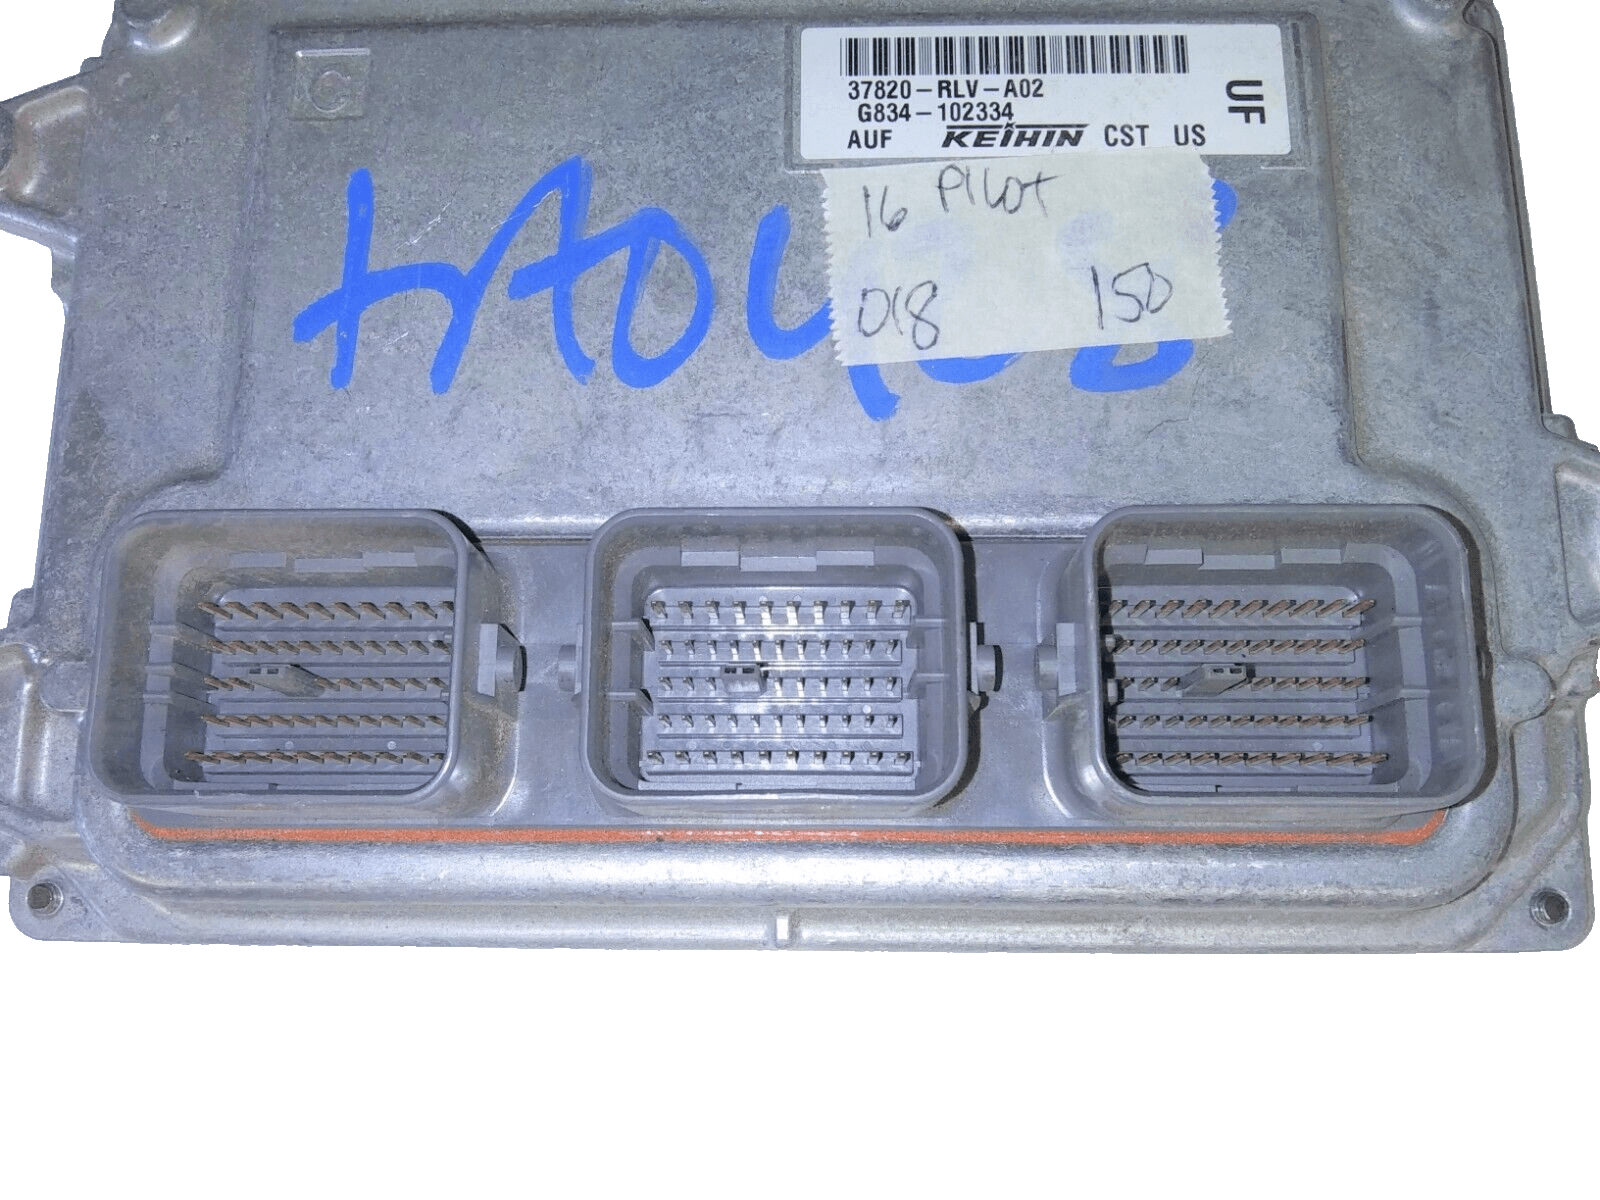 C
37820-RLV-A02
G834-102334
AUF KEIHIN CST US
UF
16 PILOT
018 150